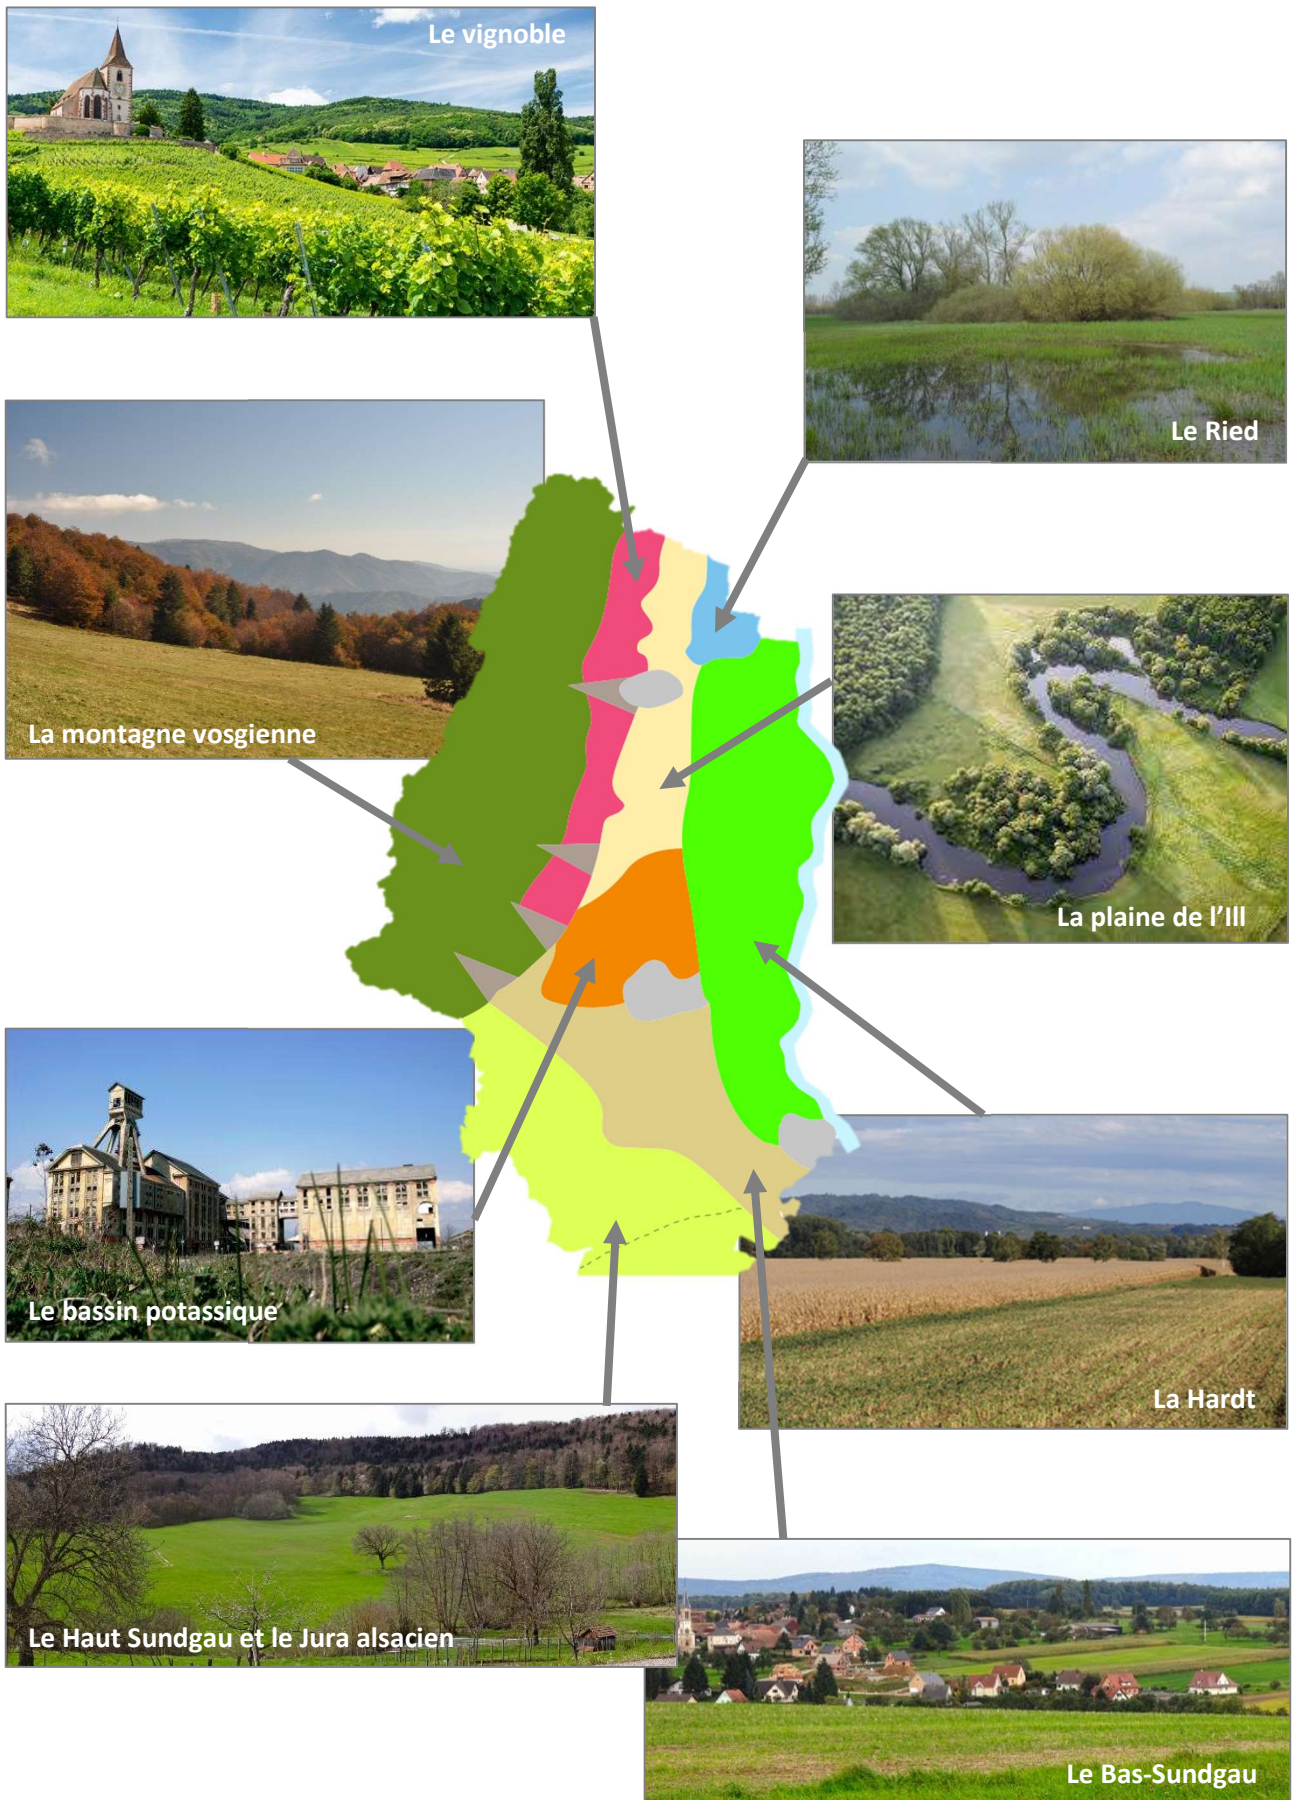 Le vignoble
Le Ried
La montagne vosgienne
La plaine de l'Ill
Le bassin potassique
La Hardt
Le Haut Sundgau et le Jura alsacien
Le Bas-Sundgau